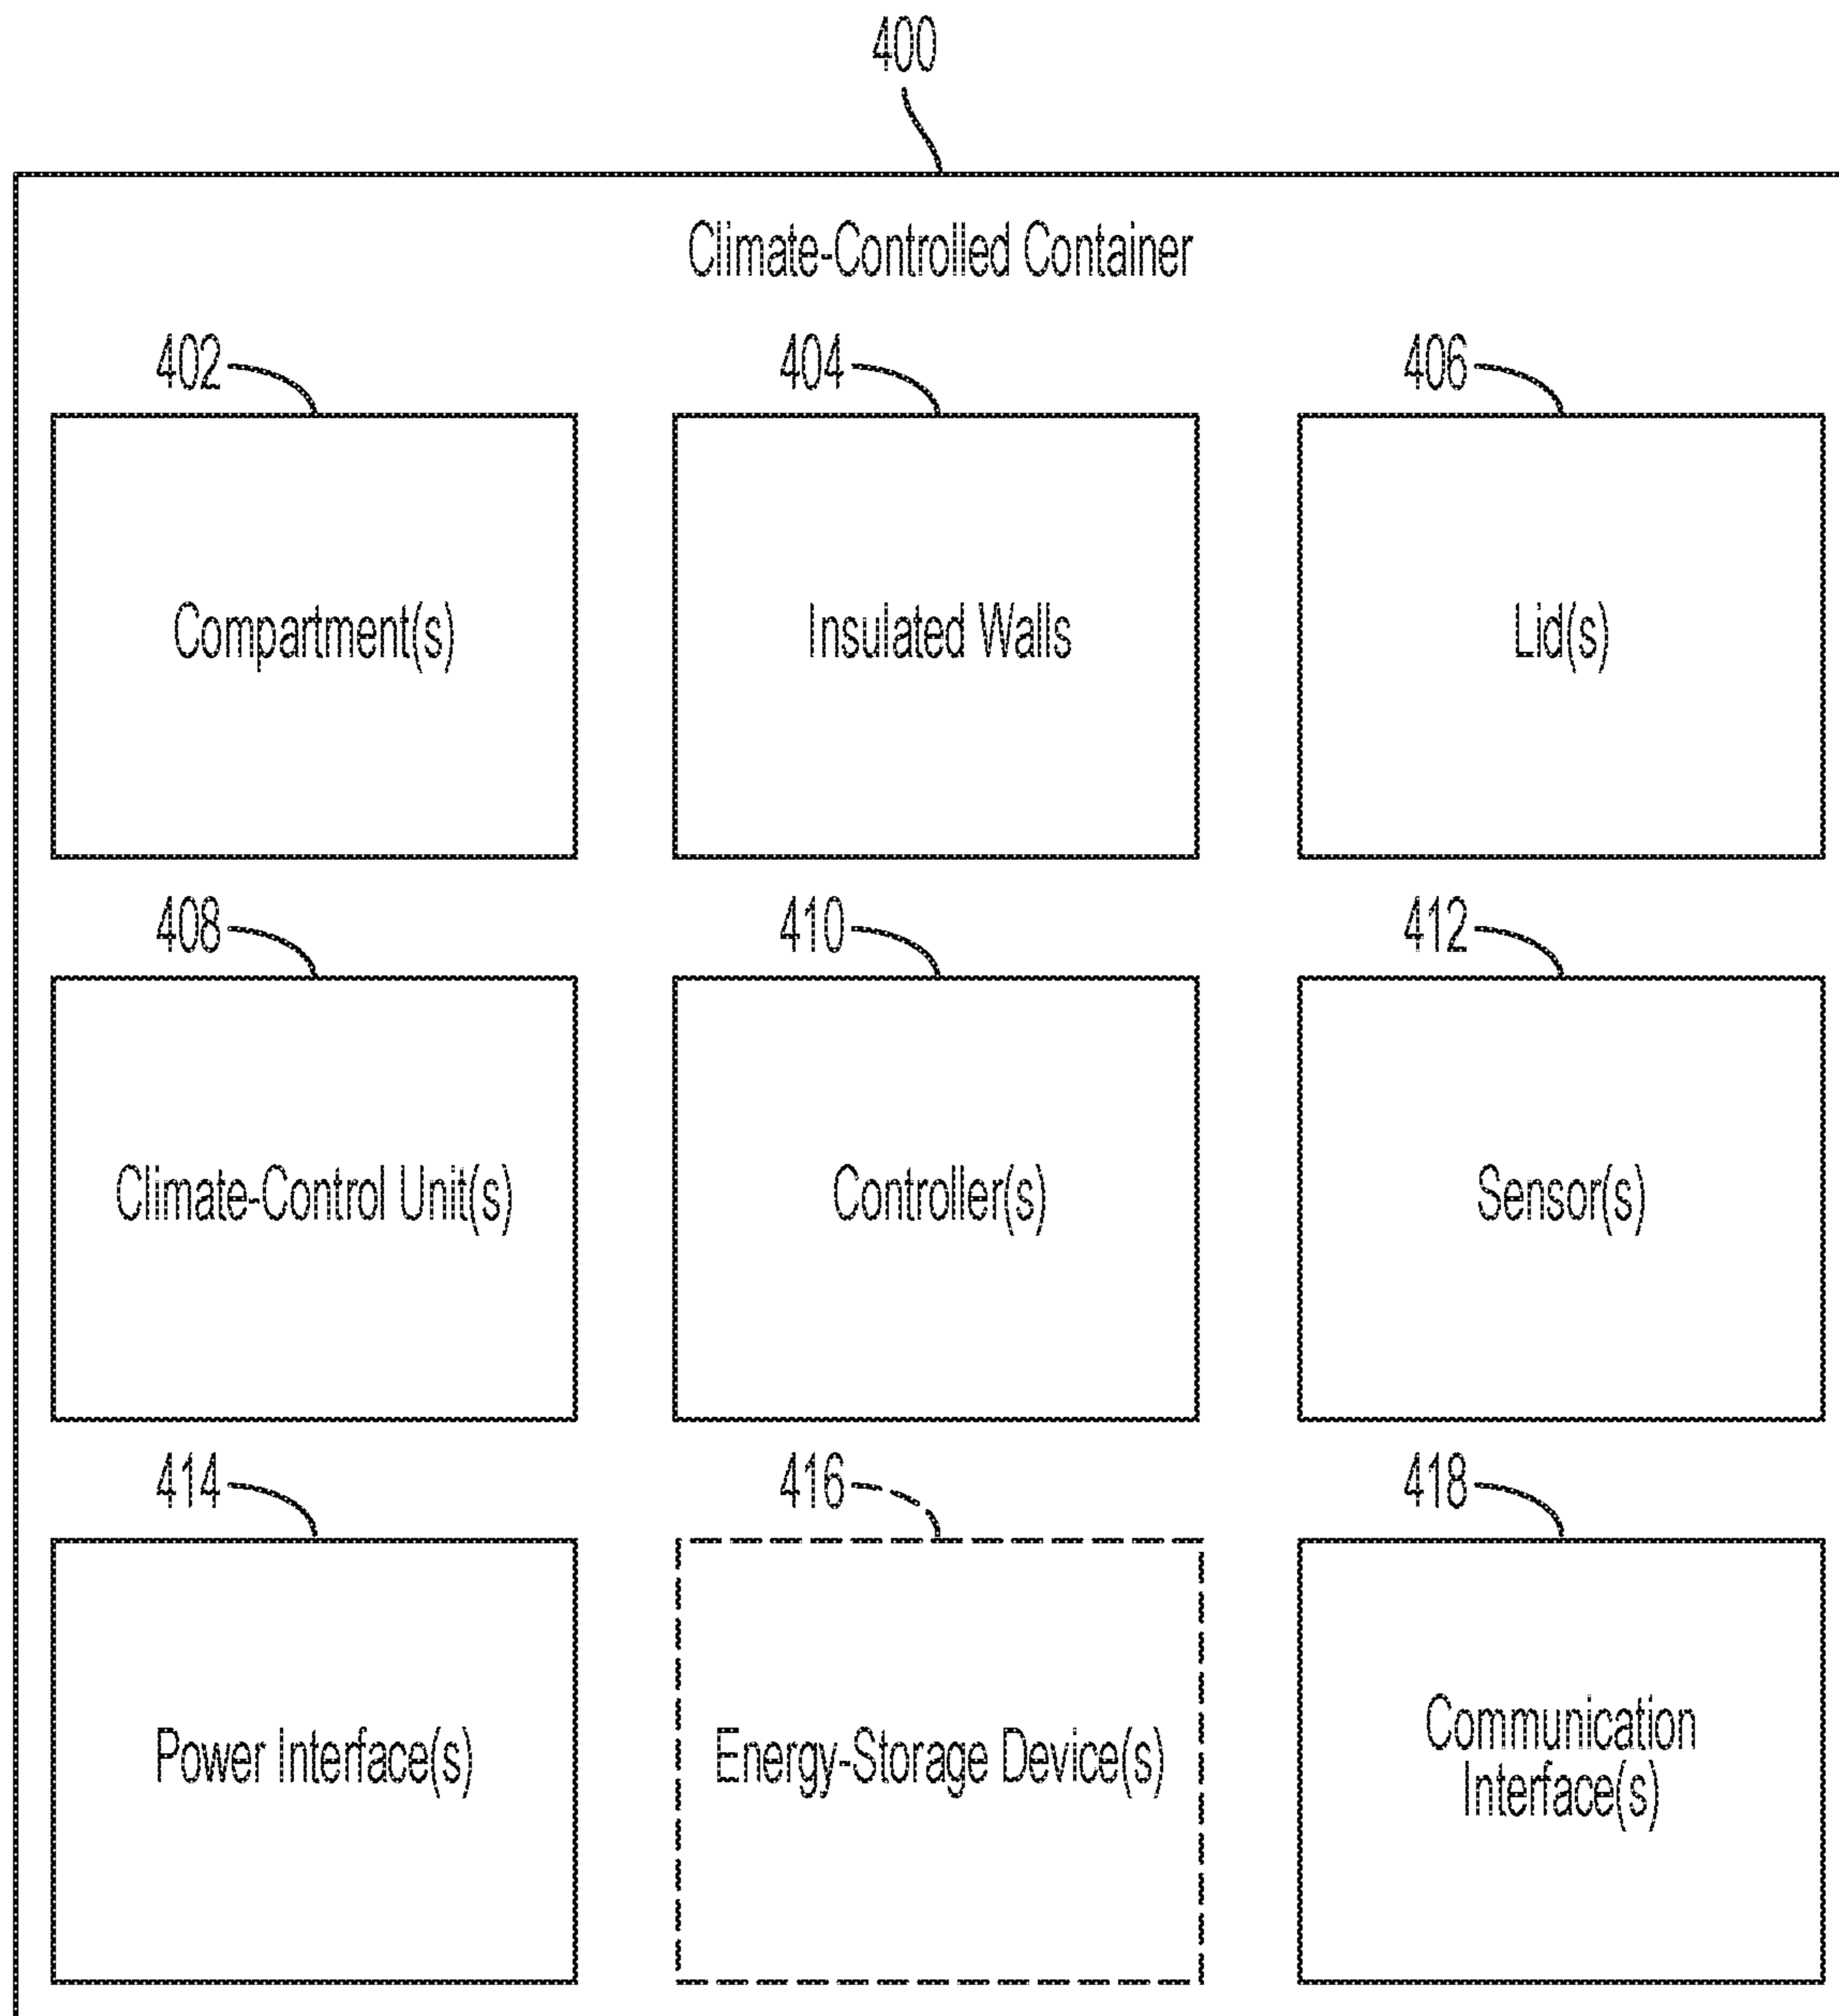 400
Climate-Controlled Container
402
404
406
Compartment(s)
Insulated Walls
Lid(s)
408
410
412
Climate-Control Unit(s)
Controller(s)
Sensor(s)
414
416
418
Power Interface(s)
Energy-Storage Device(s)
Communication
Interface(s)